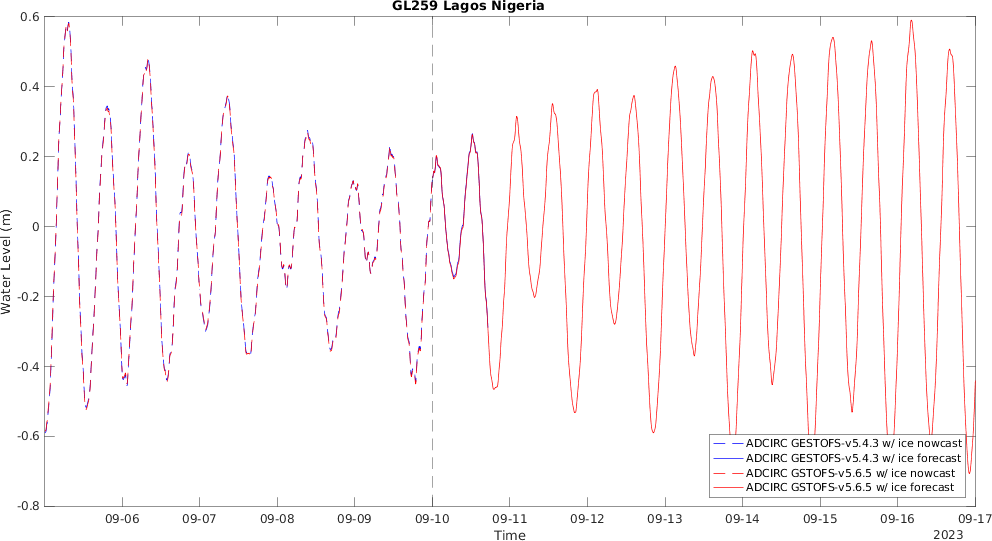 GL259 Lagos Nigeria
0.6
0.4
0.2
0
-0.2
-0.4
-0.6
-0.8
Water Level (m)
ADCIRC GESTOFS-v5.4.3 w/ ice nowcast
ADCIRC GESTOFS-v5.4.3 w/ ice forecast
ADCIRC GSTOFS-v5.6.5 w/ ice nowcast
ADCIRC GSTOFS-v5.6.5 w/ ice forecast
09-06 09-07 09-08 09-09 09-10 09-11 09-12 09-13 09-14 09-15 09-16 09-17
Time
2023